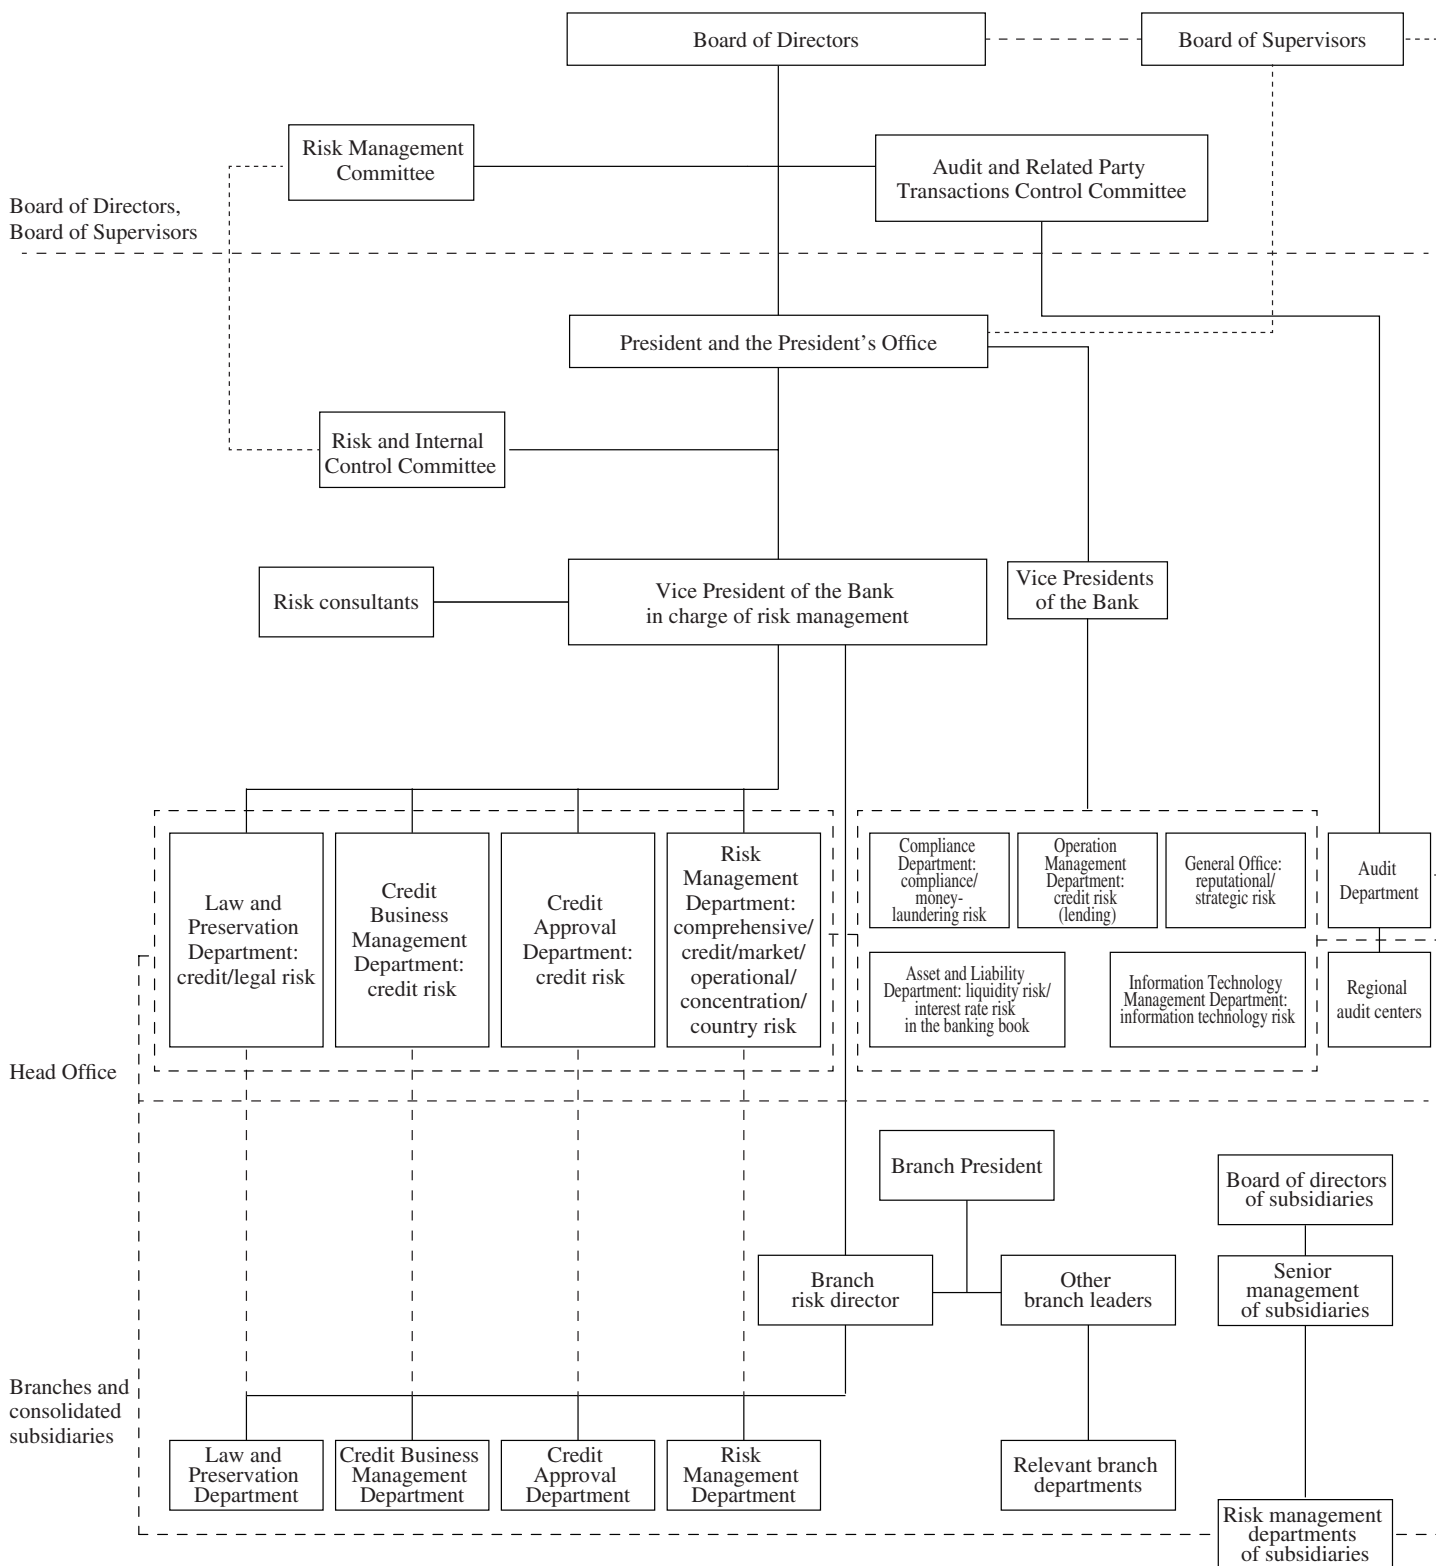 Board of Directors
Board of Supervisors
Risk Management
Committee
Audit and Related Party
Transactions Control Committee
Board of Directors,
Board of Supervisors
President and the President's Office
Risk and Internal
Control Committee
Risk consultants
Vice President of the Bank
in charge of risk management
Vice Presidents
of the Bank
Law and
Preservation
Department:
credit/legal risk
Credit
Business
Management
Department:
credit risk
Credit
Approval
Department:
credit risk
Risk
Management
Department:
comprehensive/
credit/market/
operational/
concentration/
country risk
Compliance
Department:
compliance/
money-
laundering risk
Operation
Management
Department:
credit risk
(lending)
General Office:
reputational/
strategic risk
Audit
Department
Asset and Liability
Department: liquidity risk/
interest rate risk
in the banking book
Information Technology
Management Department:
information technology risk
Regional
audit centers
Head Office
Branch President
Board of directors
of subsidiaries
Branch
risk director
Other
branch leaders
Senior
management
of subsidiaries
Branches and
consolidated
subsidiaries
Law and
Preservation
Department
Credit Business
Management
Department
Credit
Approval
Department
Risk
Management
Department
Relevant branch
departments
Risk management
departments
of subsidiaries